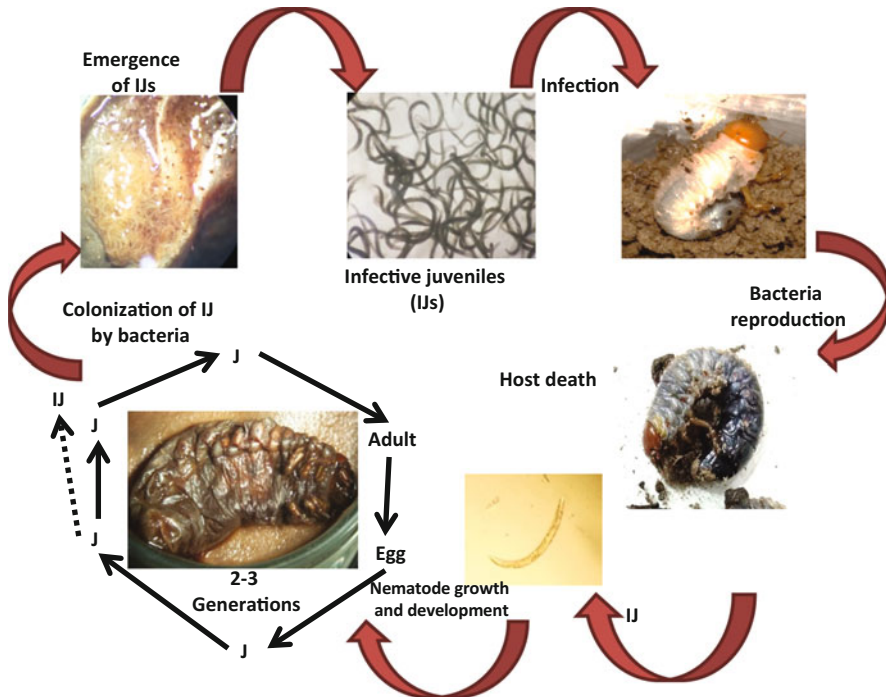 Emergence
of IJs
Infection
Infective juveniles
(IJs)
Bacteria
reproduction
Host death
Colonization of IJ
by bacteria
J
IJ
J
Adult
J
Egg
2-3
Generations
Nematode growth
and development
J
IJ